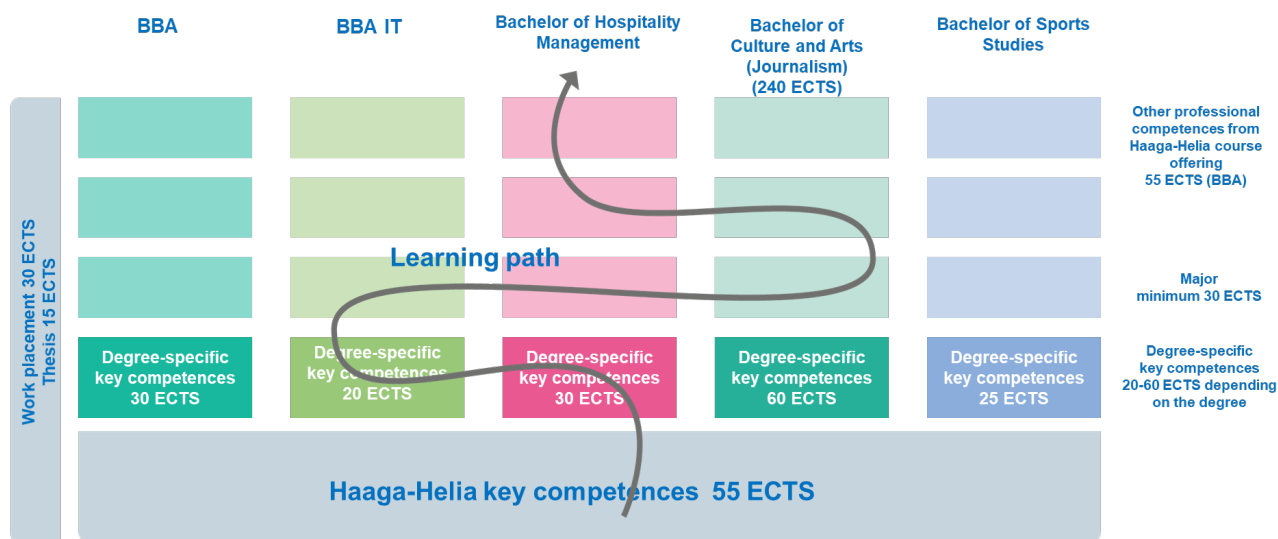 BBA
BBA IT
Bachelor of Hospitality
Management
Bachelor of
Culture and Arts
(Journalism)
(240 ECTS)
Bachelor of Sports
Studies
Other professional
competences from
Haaga-Helia course
offering
55 ECTS (BBA)
Work placement 30 ECTS
Thesis 15 ECTS
Learning path
Major
minimum 30 ECTS
Degree-specific
key competences
30 ECTS
Degree-specific
key competences
20 ECTS
Degree-specific
key competences
30 ECTS
Degree-specific
key competences
60 ECTS
Degree-specific
key competences
25 ECTS
Degree-specific
key competences
20-60 ECTS depending
on the degree
Haaga-Helia key competences 55 ECTS